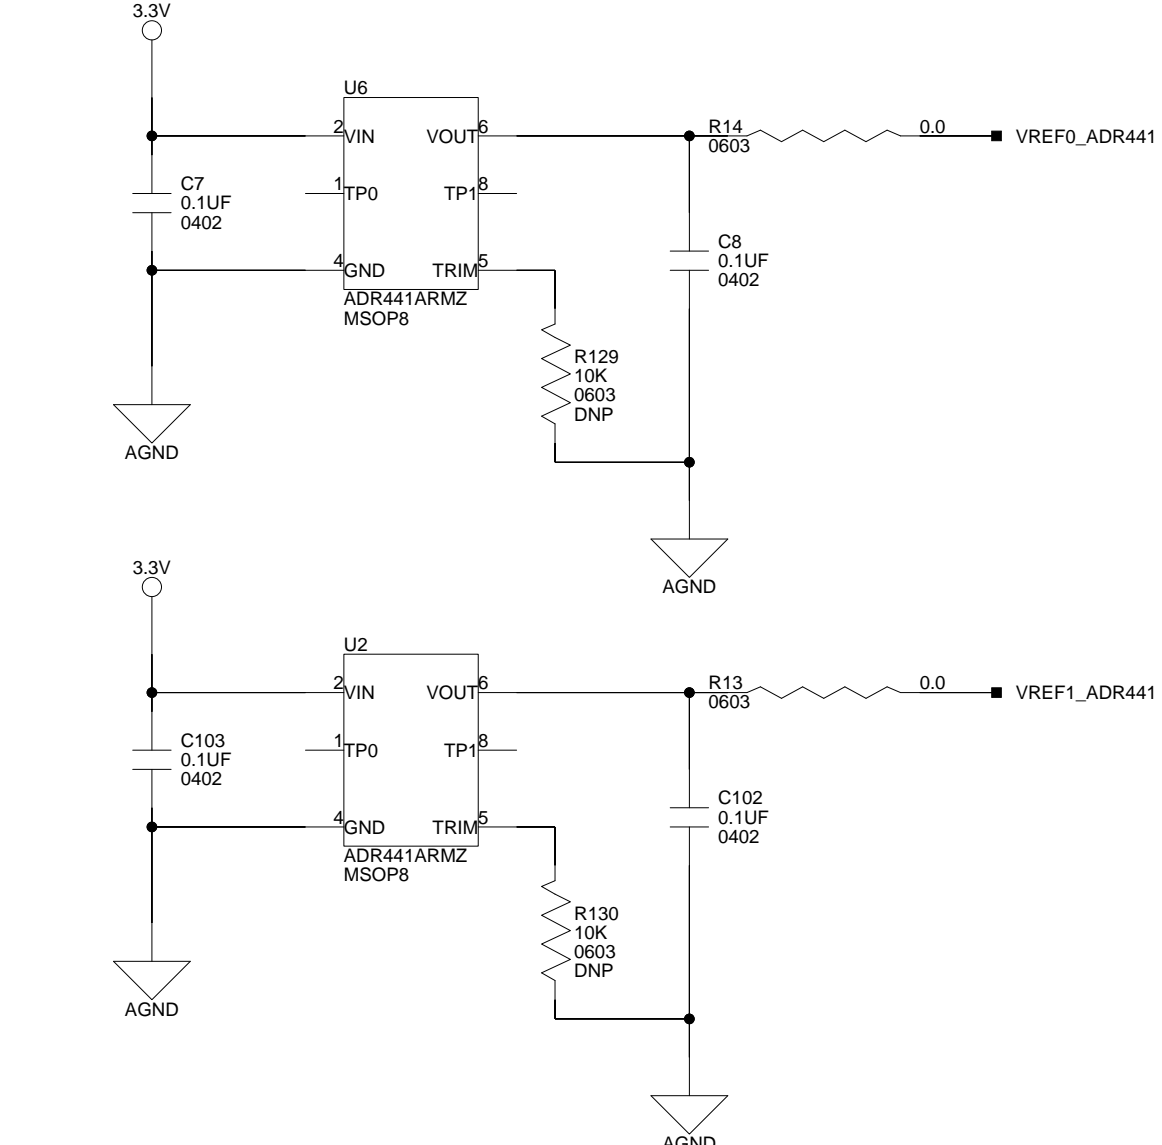 3.3V
U6
2 VIN VOUT 6
R14 0.0 VREF0_ADR441
0603
1 TP0 TP1 8
C7
0.1UF
0402
C8
0.1UF
0402
4 GND TRIM 5
ADR441ARMZ
MSOP8
R129
10K
0603
DNP
AGND
AGND
3.3V
U2
2 VIN VOUT 6
R13 0.0 VREF1_ADR441
0603
1 TP0 TP1 8
C103
0.1UF
0402
C102
0.1UF
0402
4 GND TRIM 5
ADR441ARMZ
MSOP8
R130
10K
0603
DNP
AGND
AGND